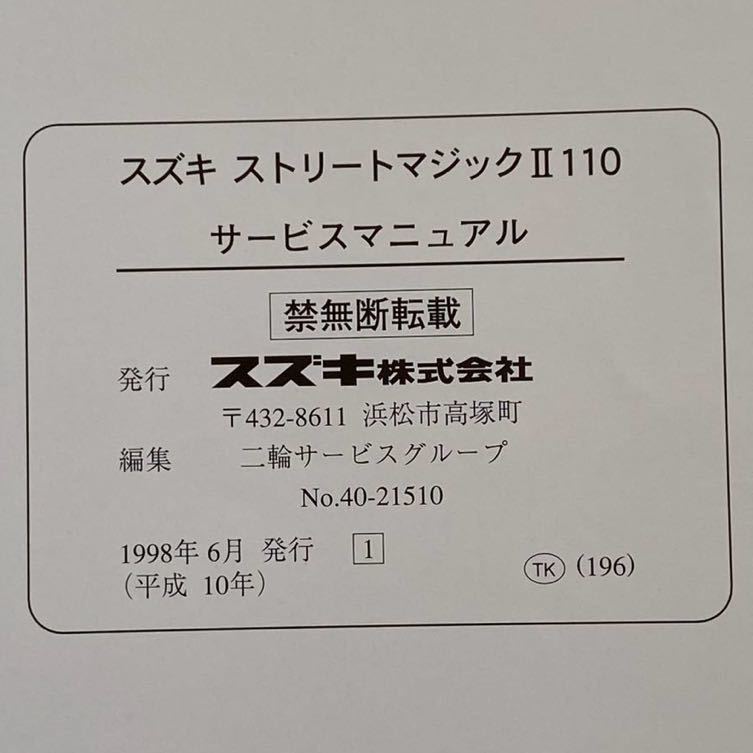 スズキ ストリートマジックⅡ110
サービスマニュアル
禁無断転載
発行 スズキ株式会社
〒432-8611 浜松市高塚町
編集 二輪サービスグループ
No.40-21510
1998年 6月 発行 1
(平成 10年)
TK (196)